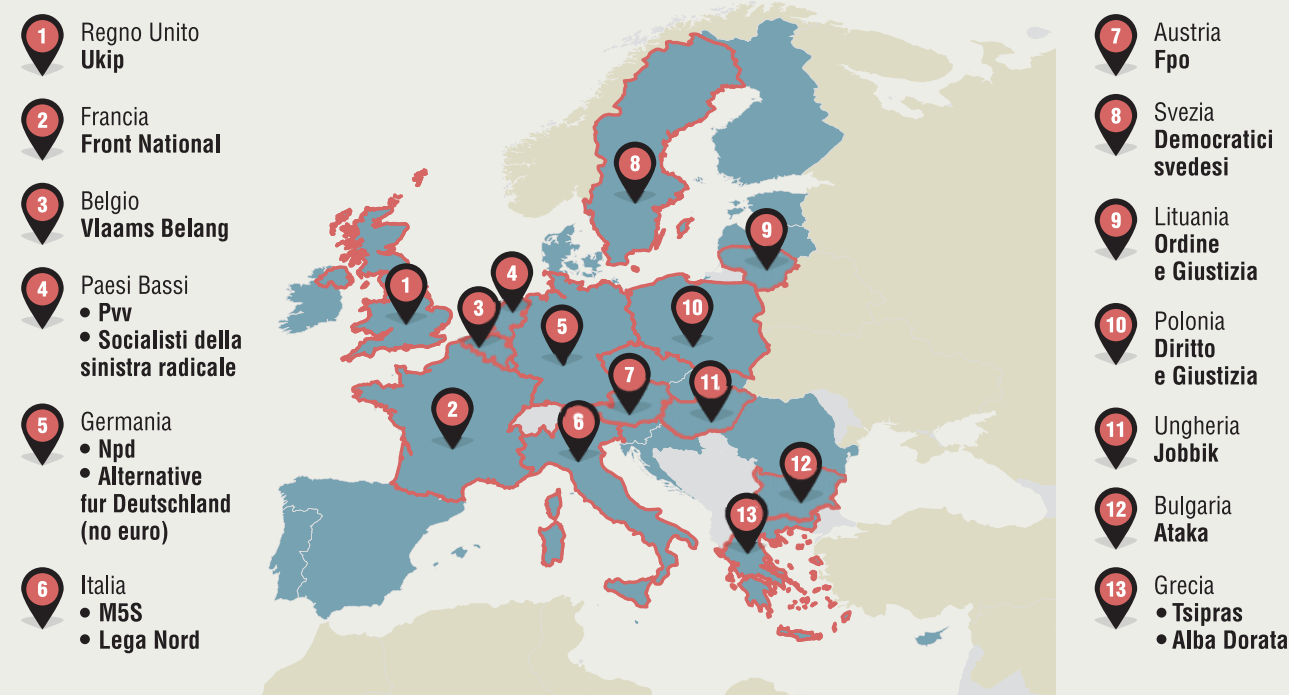 1
Regno Unito
Ukip
2
Francia
Front National
3
Belgio
Vlaams Belang
4
Paesi Bassi
• Pvv
• Socialisti della
sinistra radicale
5
Germania
• Npd
• Alternative
fur Deutschland
(no euro)
6
Italia
• M5S
• Lega Nord
8
9
4
1
3
10
5
7
11
2
6
12
13
7
Austria
Fpo
8
Svezia
Democratici
svedesi
9
Lituania
Ordine
e Giustizia
10
Polonia
Diritto
e Giustizia
11
Ungheria
Jobbik
12
Bulgaria
Ataka
13
Grecia
• Tsipras
• Alba Dorata